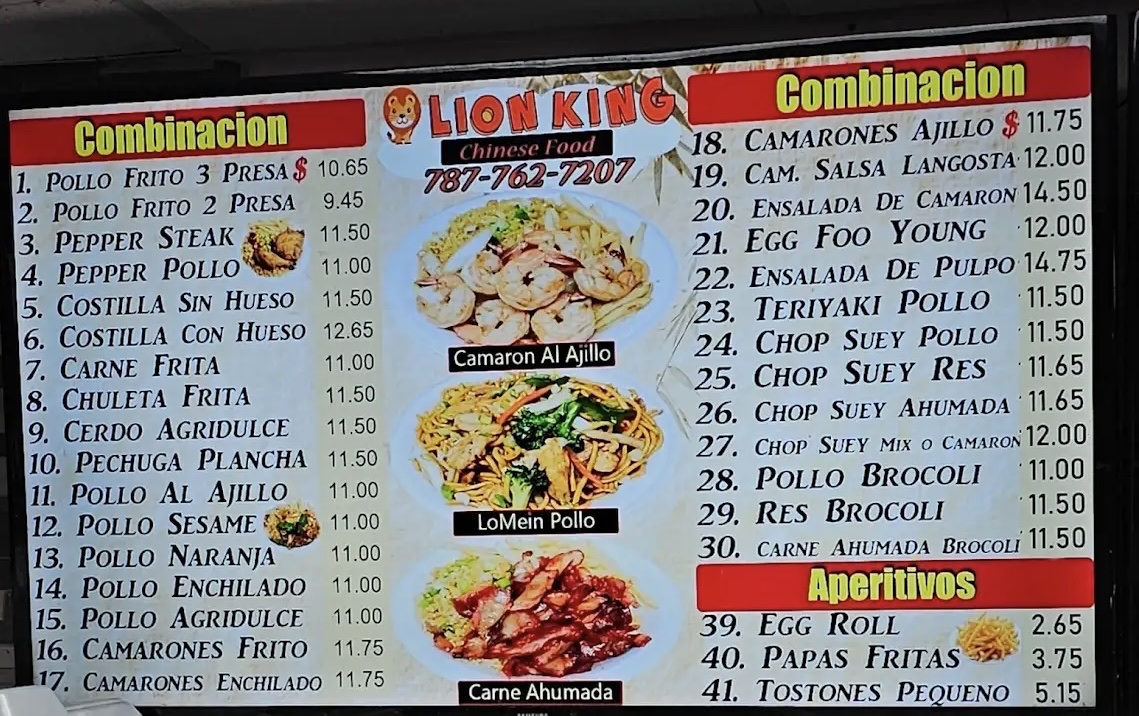 Combinacion
1. POLLO FRITO 3 PRESA $ 10.65
2. POLLO FRITO 2 PRESA 9.45
3. PEPPER STEAK 11.50
4. PEPPER POLLO 11.00
5. COSTILLA SIN HUESO 11.50
6. COSTILLA CON HUESO 12.65
7. CARNE FRITA 11.00
8. CHULETA FRITA 11.50
9. CERDO AGRIDULCE 11.50
10. PECHUGA PLANCHA 11.50
11. POLLO AL AJILLO 11.00
12. POLLO SESAME 11.00
13. POLLO NARANJA 11.00
14. POLLO ENCHILADO 11.00
15. POLLO AGRIDULCE 11.00
16. CAMARONES FRITO 11.75
17. CAMARONES ENCHILADO 11.75
LION KING
Chinese Food
787-762-7207
Camaron Al Ajillo
LoMein Pollo
Carne Ahumada
Combinacion
18. CAMARONES AJILLO $ 11.75
19. CAM. SALSA LANGOSTA 12.00
20. ENSALADA DE CAMARON 14.50
21. EGG FOO YOUNG 12.00
22. ENSALADA DE PULPO 14.75
23. TERIYAKI POLLO 11.50
24. CHOP SUEY POLLO 11.50
25. CHOP SUEY RES 11.65
26. CHOP SUEY AHUMADA 11.65
27. CHOP SUEY MIX O CAMARON 12.00
28. POLLO BROCOLI 11.00
29. RES BROCOLI 11.50
30. CARNE AHUMADA BROCOLI 11.50
Aperitivos
39. EGG ROLL 2.65
40. PAPAS FRITAS 3.75
41. TOSTONES PEQUENO 5.15